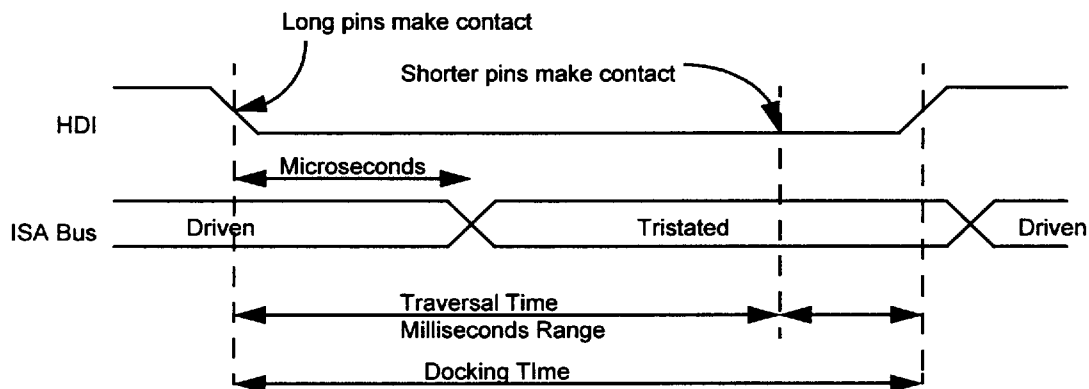 Long pins make contact
Shorter pins make contact
HDI
Microseconds
ISA Bus
Driven
Tristated
Driven
Traversal Time
Milliseconds Range
Docking TIme